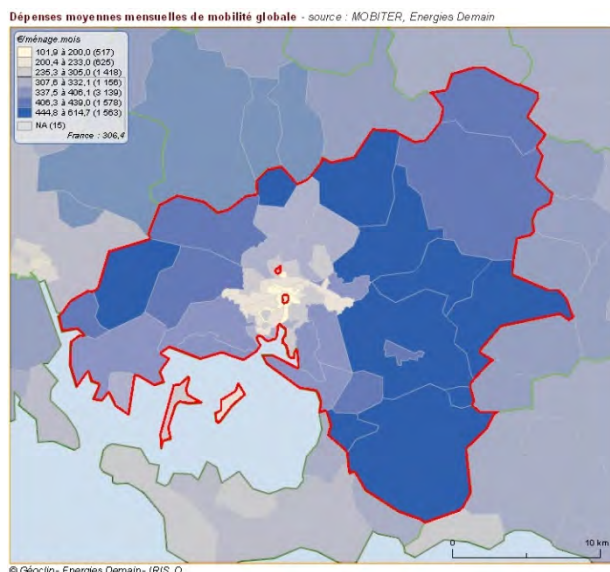 Dépenses moyennes mensuelles de mobilité globale - source : MOBITER, Energies Demain
€/ménage.mois
101,9 à 200,0 (517)
200,4 à 233,0 (625)
235,3 à 305,0 (1 418)
307,6 à 332,1 (1 156)
337,5 à 406,1 (3 139)
406,3 à 439,0 (1 578)
444,8 à 614,7 (1 563)
NA (15)
France : 306,4
0 10 km
© Géoclip - Energies Demain - IRIS ©